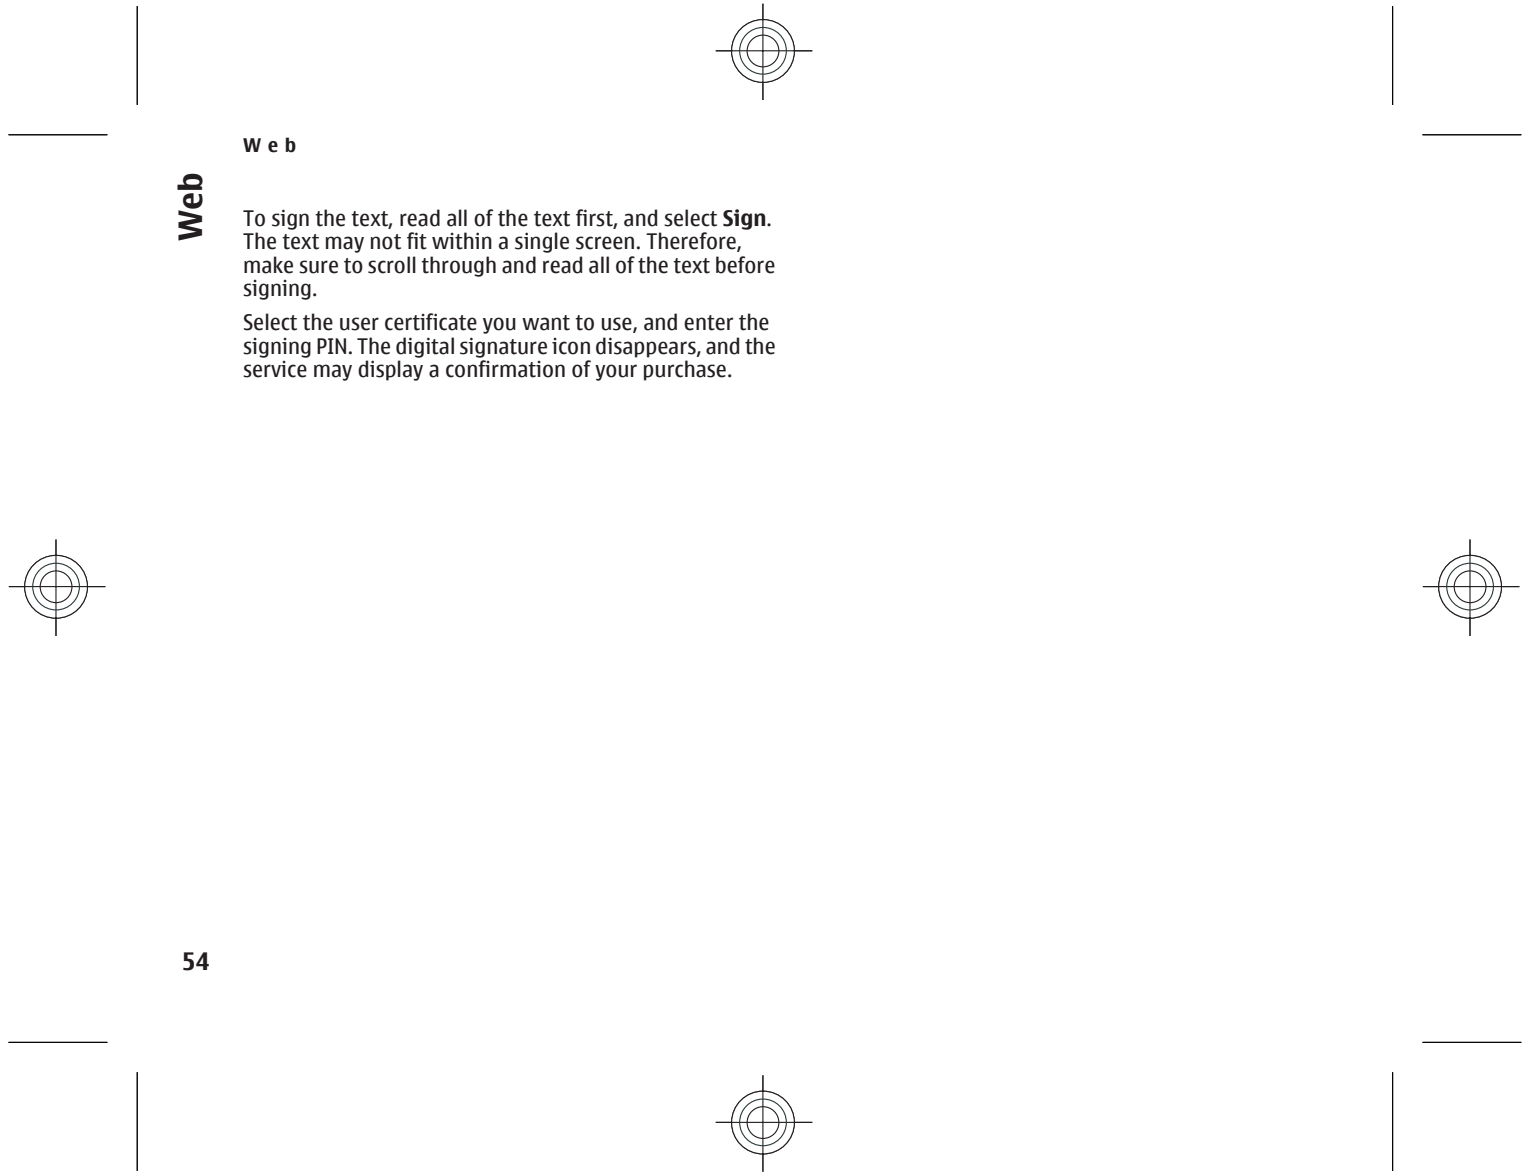 W e b
Web
To sign the text, read all of the text first, and select Sign.
The text may not fit within a single screen. Therefore,
make sure to scroll through and read all of the text before
signing.
Select the user certificate you want to use, and enter the
signing PIN. The digital signature icon disappears, and the
service may display a confirmation of your purchase.
54